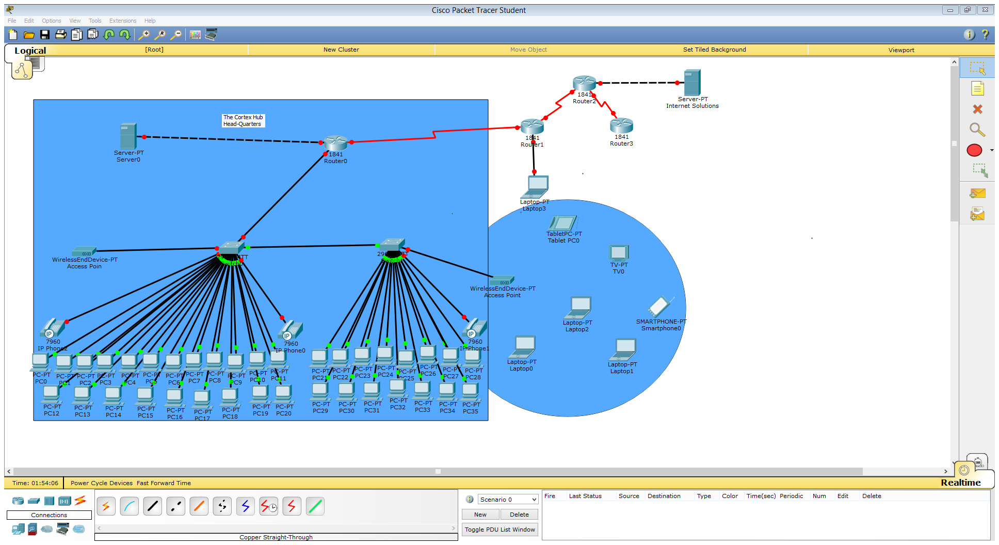 Cisco Packet Tracer Student
File Edit Options View Tools Extensions Help
Logical [Root] New Cluster Move Object Set Tiled Background Viewport
The Cortex Hub
Head-Quarters
Server-PT
Server0
1841
Router0
1841
Router1
1841
Router2
1841
Router3
Server-PT
Internet Solutions
Laptop-PT
Laptop3
WirelessEndDevice-PT
Access Poin
WirelessEndDevice-PT
Access Point
TabletPC-PT
Tablet PC0
TV-PT
TV0
Laptop-PT
Laptop2
SMARTPHONE-PT
Smartphone0
Laptop-PT
Laptop0
Laptop-PT
Laptop1
IP
7960
IP Phone2
IP
7960
IP Phone0
IP
7960
IP Phone1
PC-PT
PC0
PC-PT
PC1
PC-PT
PC2
PC-PT
PC3
PC-PT
PC4
PC-PT
PC5
PC-PT
PC6
PC-PT
PC7
PC-PT
PC8
PC-PT
PC9
PC-PT
PC10
PC-PT
PC11
PC-PT
PC12
PC-PT
PC13
PC-PT
PC14
PC-PT
PC15
PC-PT
PC16
PC-PT
PC17
PC-PT
PC18
PC-PT
PC19
PC-PT
PC20
PC-PT
PC21
PC-PT
PC22
PC-PT
PC23
PC-PT
PC24
PC-PT
PC25
PC-PT
PC26
PC-PT
PC27
PC-PT
PC28
PC-PT
PC29
PC-PT
PC30
PC-PT
PC31
PC-PT
PC32
PC-PT
PC33
PC-PT
PC34
PC-PT
PC35
Time: 01:54:06 Power Cycle Devices Fast Forward Time Realtime
Connections
Copper Straight-Through
Scenario 0
New Delete
Toggle PDU List Window
Fire Last Status Source Destination Type Color Time(sec) Periodic Num Edit Delete